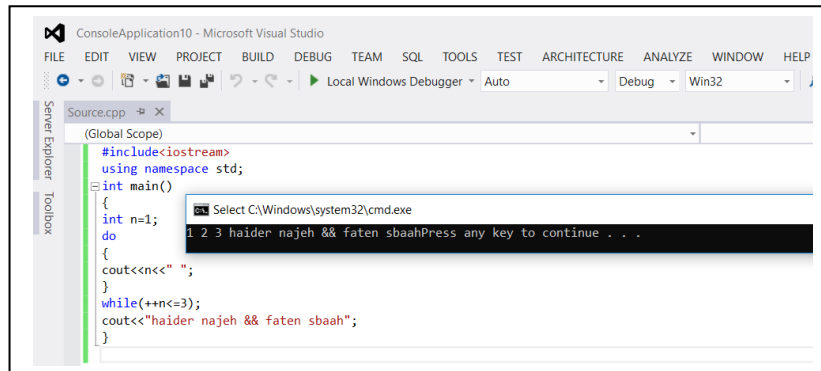 ConsoleApplication10 - Microsoft Visual Studio
FILE EDIT VIEW PROJECT BUILD DEBUG TEAM SQL TOOLS TEST ARCHITECTURE ANALYZE WINDOW HELP
Local Windows Debugger Auto Debug Win32
Server Explorer
Toolbox
Source.cpp
(Global Scope)
#include<iostream>
using namespace std;
int main()
{
int n=1;
do
{
cout<<n<<" ";
}
while(++n<=3);
cout<<"haider najeh && faten sbaah";
}
Select C:\Windows\system32\cmd.exe
1 2 3 haider najeh && faten sbaahPress any key to continue . . .